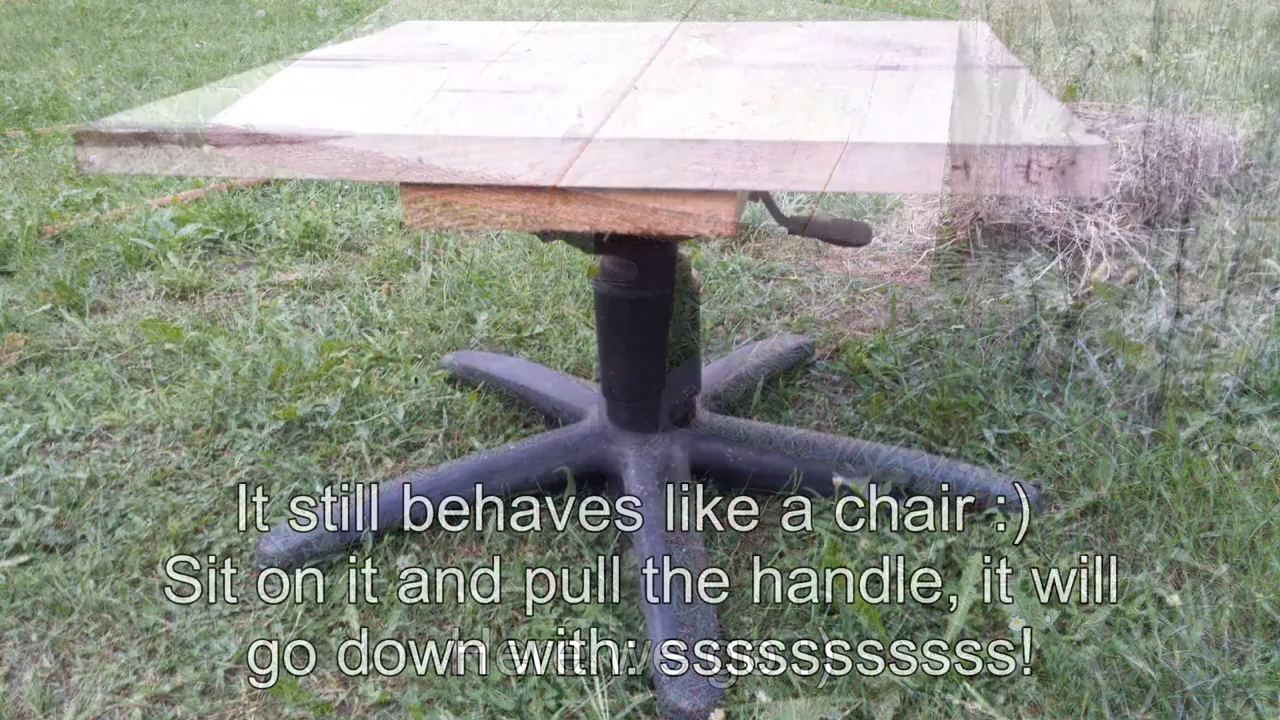 It still behaves like a chair :)
Sit on it and pull the handle, it will
go down with: sssssssssss!